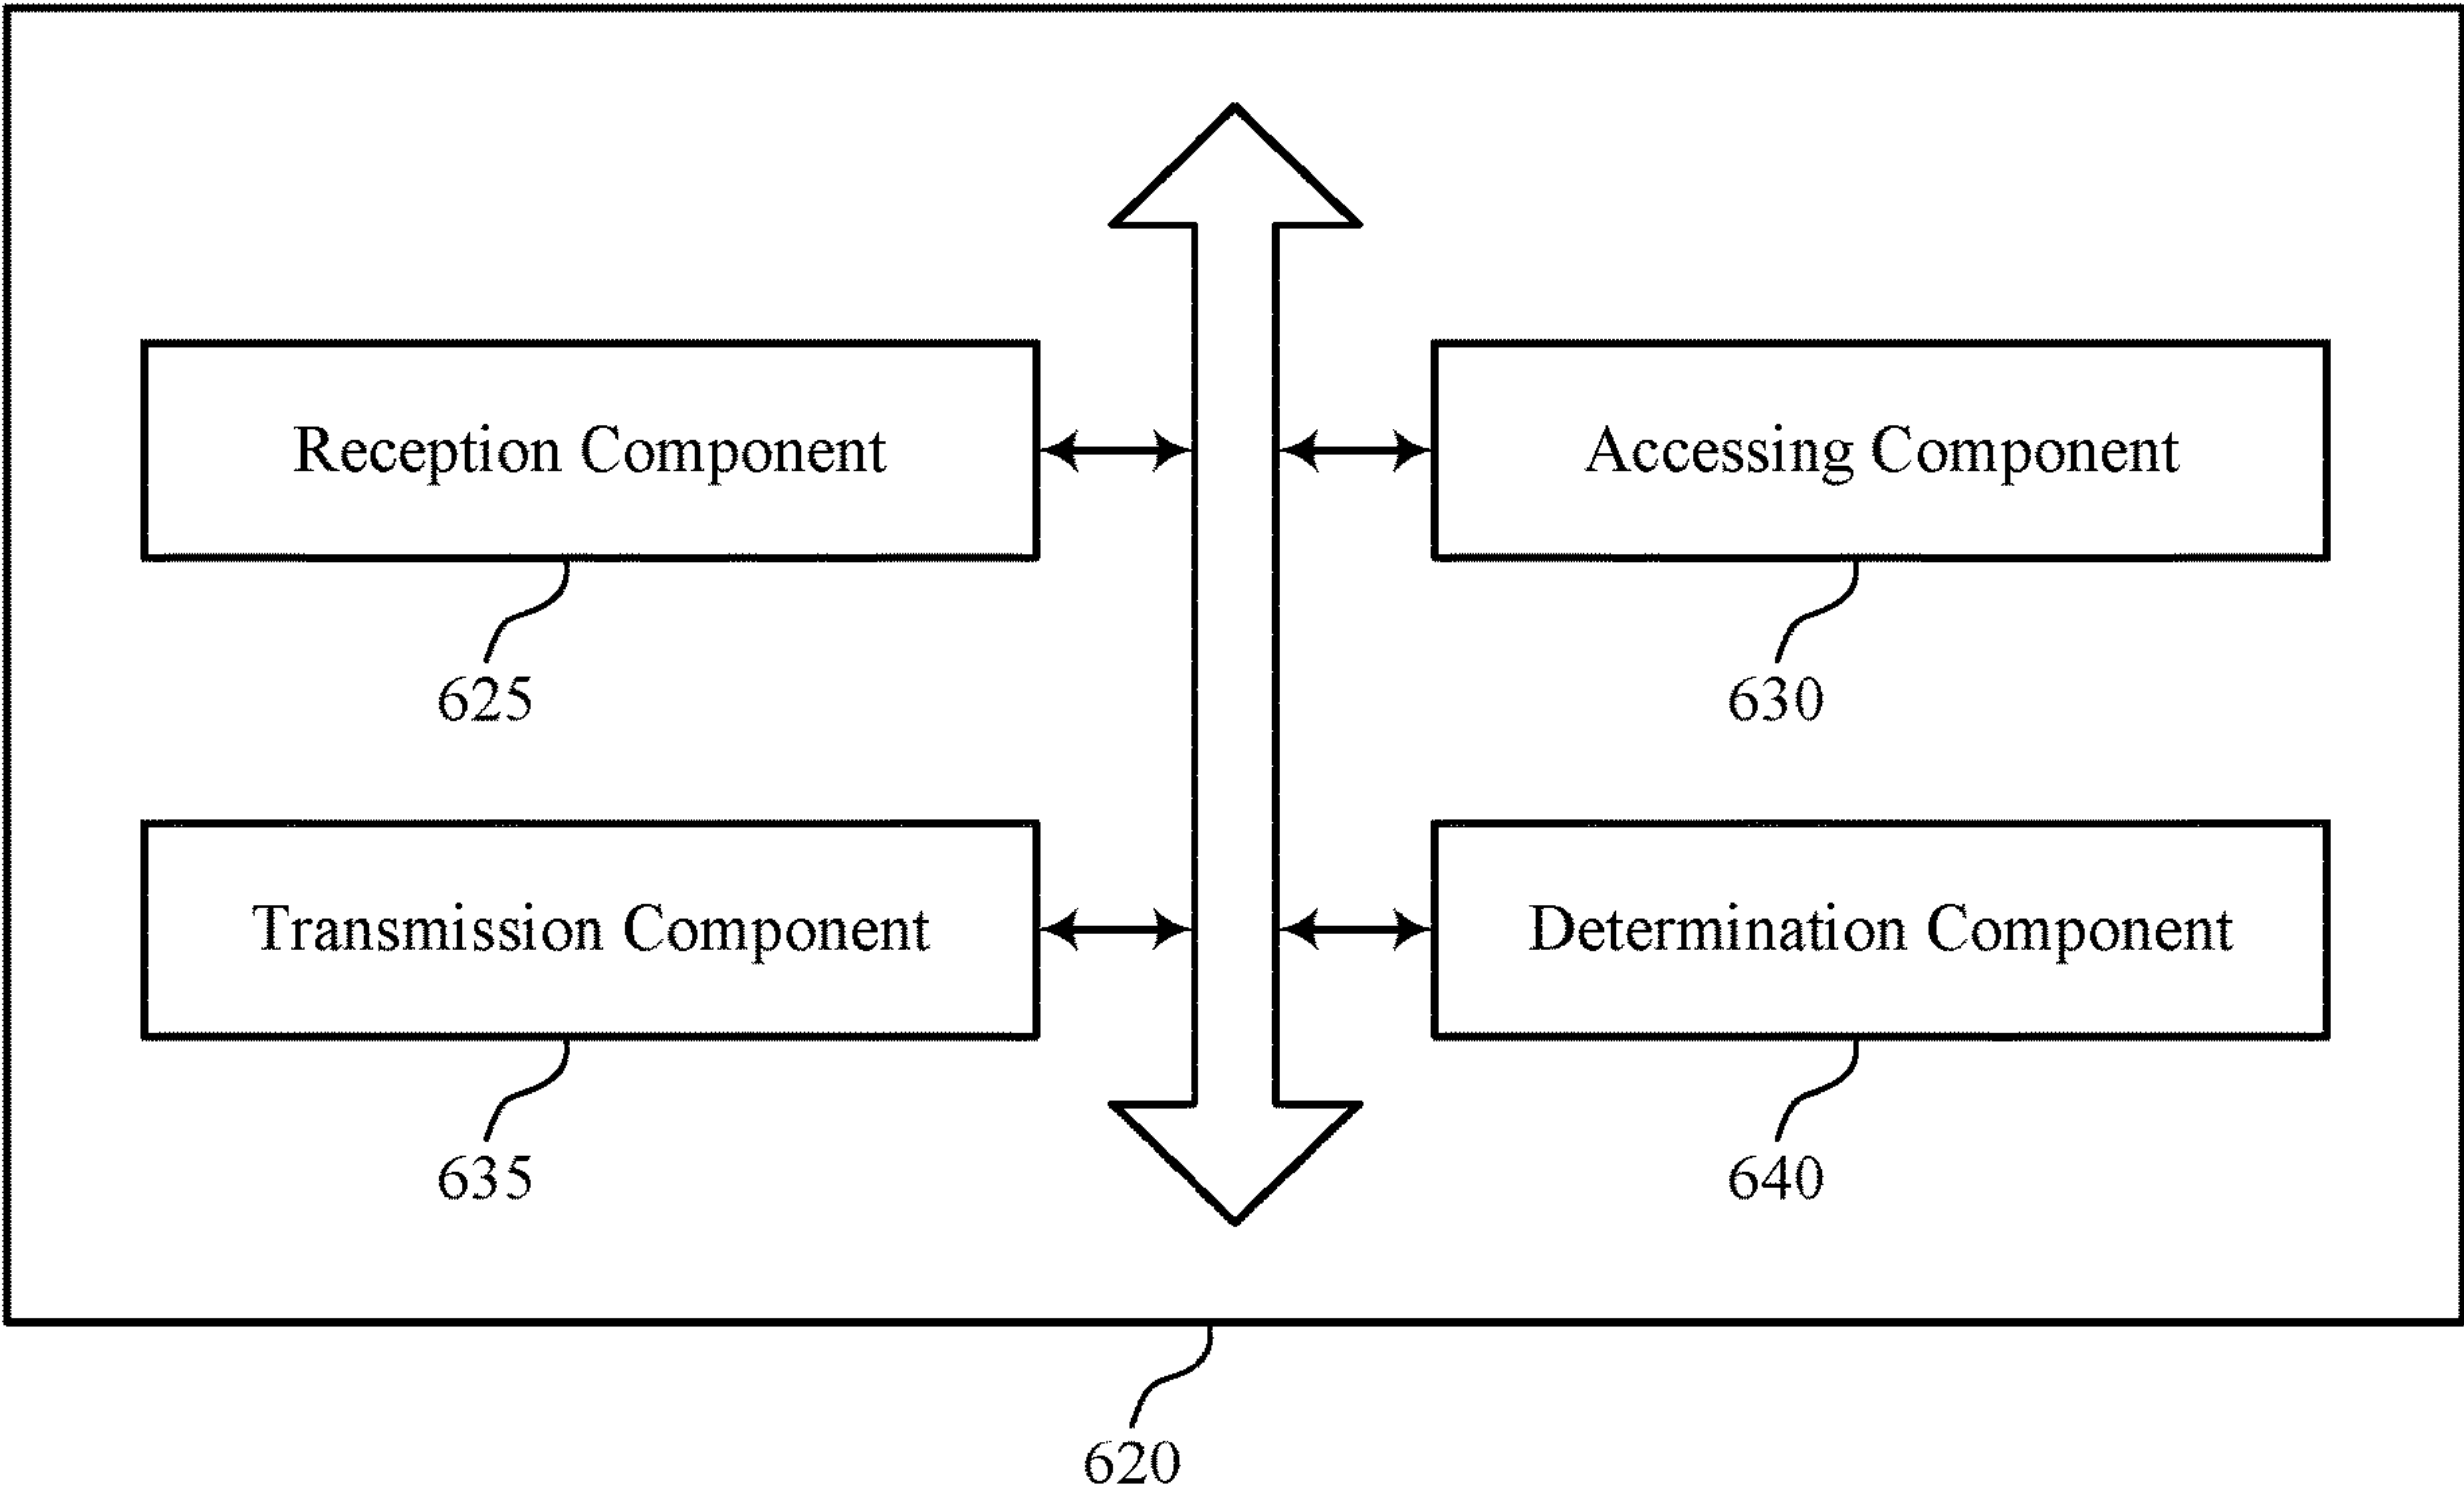 Reception Component
Accessing Component
625
630
Transmission Component
Determination Component
635
640
620